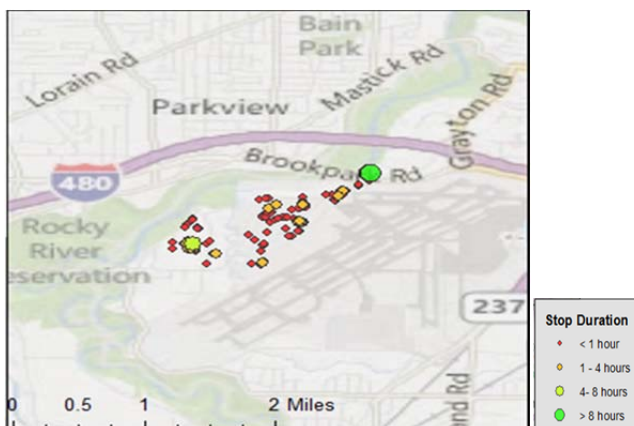 Bain
Park
Lorain Rd
Mastick Rd
Parkview
Grayton Rd
Rd
480
Rocky
River
eservation
237
nd Rd
0 0.5 1 2 Miles
Stop Duration
< 1 hour
1 - 4 hours
4- 8 hours
> 8 hours